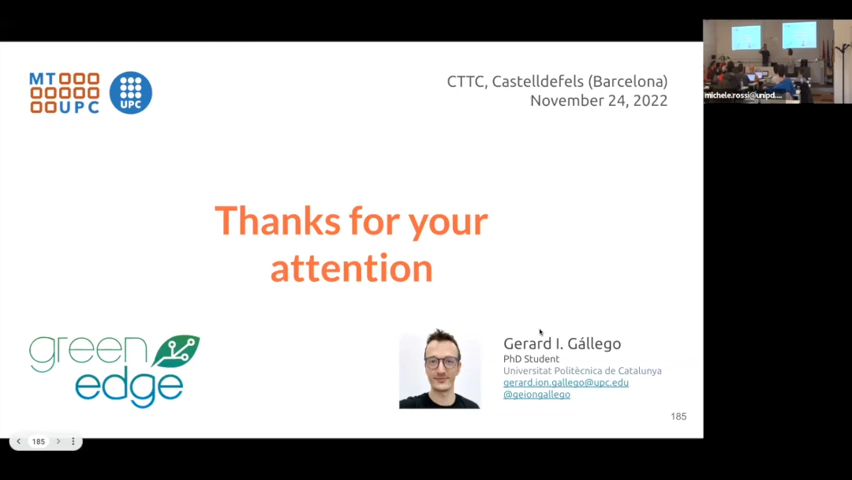 MT
UPC
UPC
CTTC, Castelldefels (Barcelona)
November 24, 2022
michele.rossi@unipd....
Thanks for your
attention
green
edge
Gerard I. Gállego
PhD Student
Universitat Politècnica de Catalunya
gerard.ion.gallego@upc.edu
@geiongallego
185
185